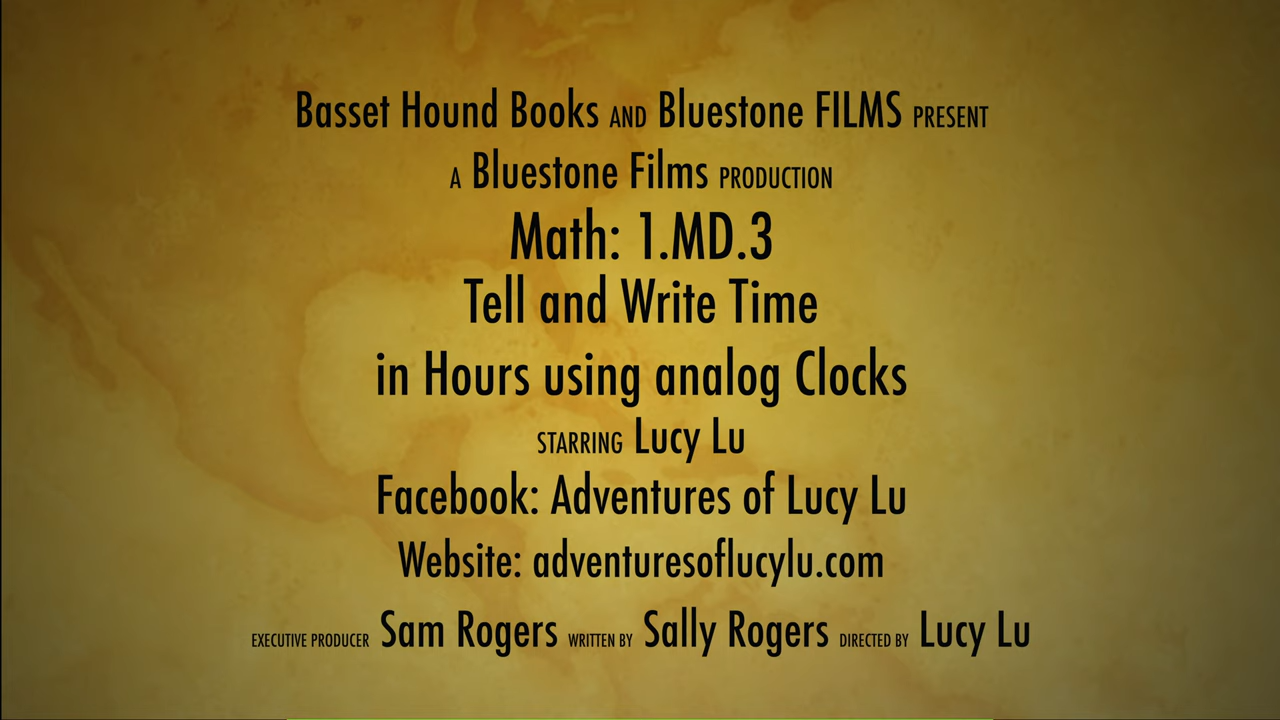 Basset Hound Books AND Bluestone FILMS PRESENT
A Bluestone Films PRODUCTION
Math: 1.MD.3
Tell and Write Time
in Hours using analog Clocks
STARRING Lucy Lu
Facebook: Adventures of Lucy Lu
Website: adventuresoflucylu.com
EXECUTIVE PRODUCER Sam Rogers WRITTEN BY Sally Rogers DIRECTED BY Lucy Lu